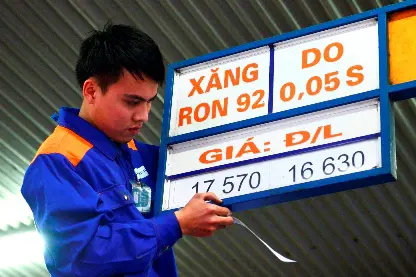 XĂNG
RON 92
DO
0,05 S
GIÁ: Đ/L
17 570
16 630